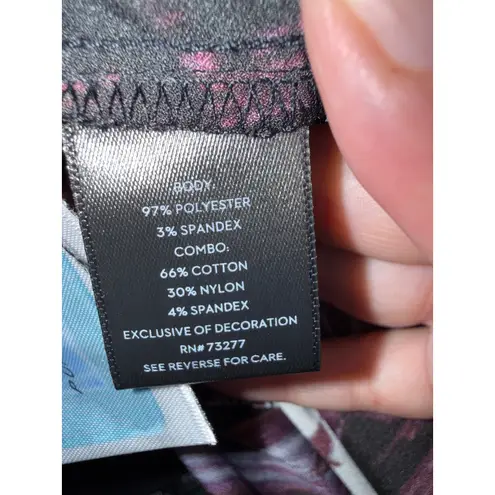 BODY:
97% POLYESTER
3% SPANDEX
COMBO:
66% COTTON
30% NYLON
4% SPANDEX
EXCLUSIVE OF DECORATION
RN# 73277
SEE REVERSE FOR CARE.